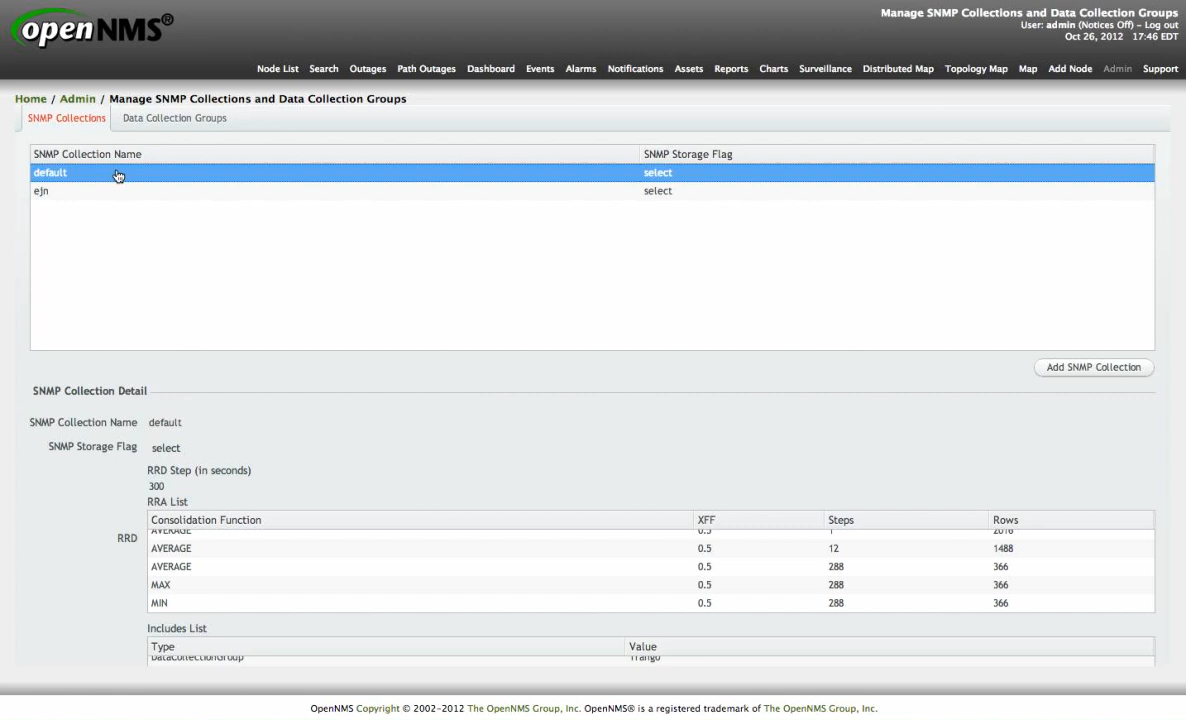 openNMS®
Manage SNMP Collections and Data Collection Groups
User: admin (Notices Off) – Log out
Oct 26, 2012 17:46 EDT
Node List Search Outages Path Outages Dashboard Events Alarms Notifications Assets Reports Charts Surveillance Distributed Map Topology Map Map Add Node Admin Support
Home / Admin / Manage SNMP Collections and Data Collection Groups
SNMP Collections Data Collection Groups
SNMP Collection Name SNMP Storage Flag
default select
ejn select
Add SNMP Collection
SNMP Collection Detail
SNMP Collection Name default
SNMP Storage Flag select
RRD Step (in seconds)
300
RRA List
Consolidation Function XFF Steps Rows
AVERAGE 0.5 1 2016
RRD
AVERAGE 0.5 12 1488
AVERAGE 0.5 288 366
MAX 0.5 288 366
MIN 0.5 288 366
Includes List
Type Value
DataCollectionGroup Trango
OpenNMS Copyright © 2002-2012 The OpenNMS Group, Inc. OpenNMS® is a registered trademark of The OpenNMS Group, Inc.